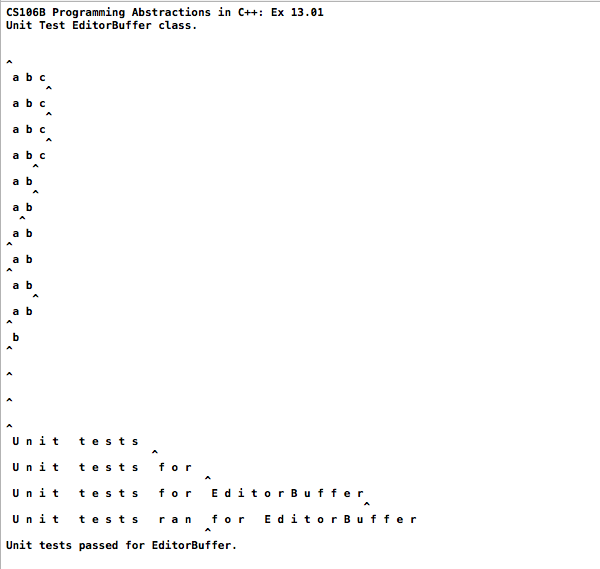 CS106B Programming Abstractions in C++: Ex 13.01
Unit Test EditorBuffer class.
^
 a b c
      ^
 a b c
      ^
 a b c
      ^
 a b c
    ^
 a b
    ^
 a b
  ^
 a b
^
 a b
^
 a b
    ^
 a b
^
 b
^
^
^
^
 U n i t   t e s t s
                      ^
 U n i t   t e s t s   f o r
                              ^
 U n i t   t e s t s   f o r   E d i t o r B u f f e r
                                                      ^
 U n i t   t e s t s   r a n   f o r   E d i t o r B u f f e r
                              ^
Unit tests passed for EditorBuffer.